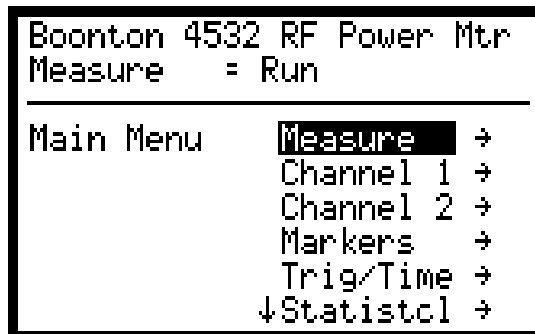 Boonton 4532 RF Power Mtr
Measure = Run
Main Menu Measure →
Channel 1 →
Channel 2 →
Markers →
Trig/Time →
↓Statistcl →